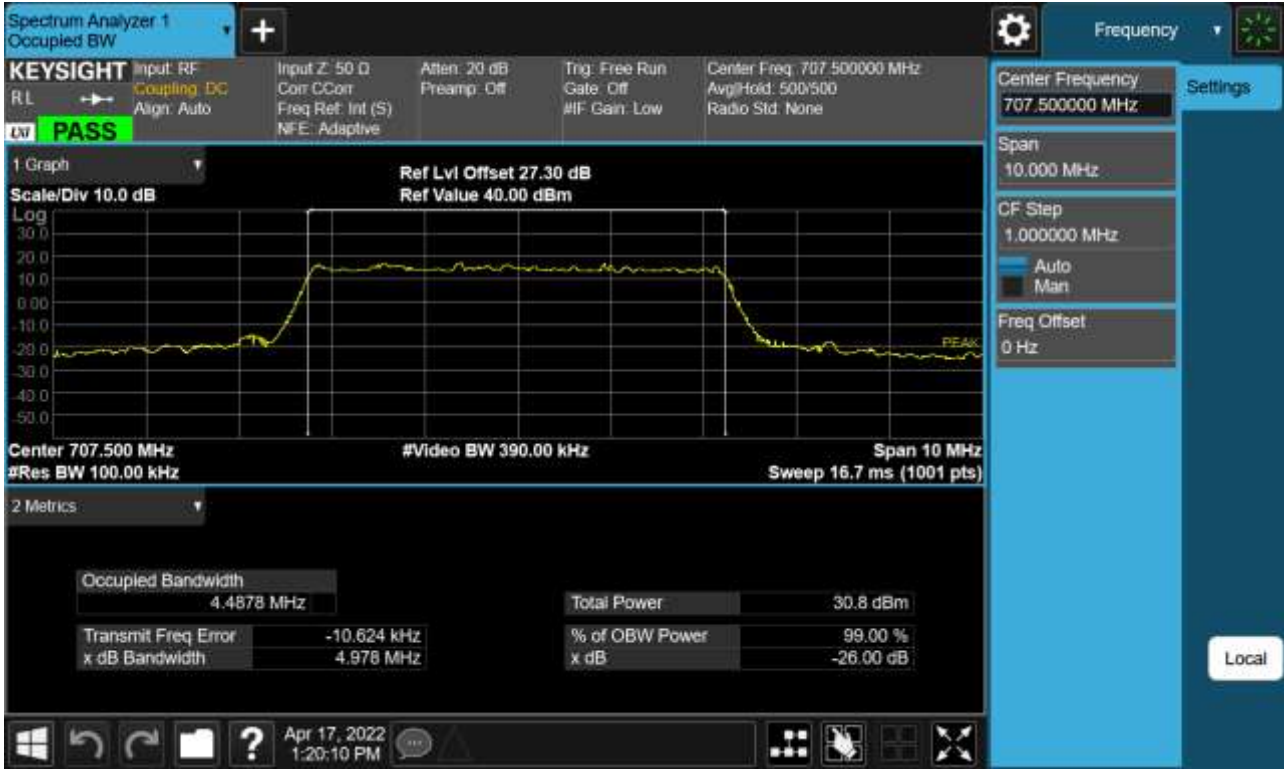 Spectrum Analyzer 1
Occupied BW
+
Frequency
KEYSIGHT
RL
LXI
PASS
Input: RF
Coupling: DC
Align: Auto
Input Z: 50 Ω
Corr CCorr
Freq Ref: Int (S)
NFE: Adaptive
Atten: 20 dB
Preamp: Off
Trig: Free Run
Gate: Off
#IF Gain: Low
Center Freq: 707.500000 MHz
Avg|Hold: 500/500
Radio Std: None
Center Frequency
707.500000 MHz
Settings
Span
10.000 MHz
CF Step
1.000000 MHz
Auto
Man
Freq Offset
0 Hz
Local
1 Graph
Scale/Div 10.0 dB
Ref Lvl Offset 27.30 dB
Ref Value 40.00 dBm
Log
30.0
20.0
10.0
0.00
-10.0
-20.0
-30.0
-40.0
-50.0
PEAK
Center 707.500 MHz
#Video BW 390.00 kHz
Span 10 MHz
#Res BW 100.00 kHz
Sweep 16.7 ms (1001 pts)
2 Metrics
Occupied Bandwidth
4.4878 MHz
Total Power 30.8 dBm
Transmit Freq Error -10.624 kHz
% of OBW Power 99.00 %
x dB Bandwidth 4.978 MHz
x dB -26.00 dB
?
Apr 17, 2022
1:20:10 PM